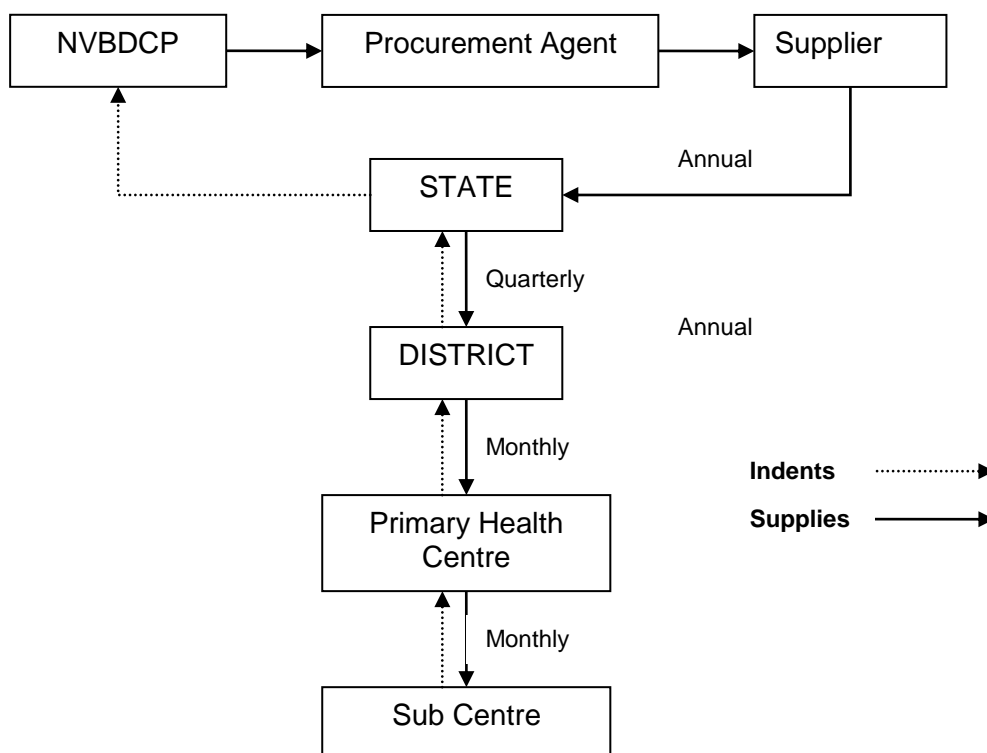 NVBDCP
Procurement Agent
Supplier
Annual
STATE
Quarterly
Annual
DISTRICT
Monthly
Indents
Primary Health
Centre
Supplies
Monthly
Sub Centre